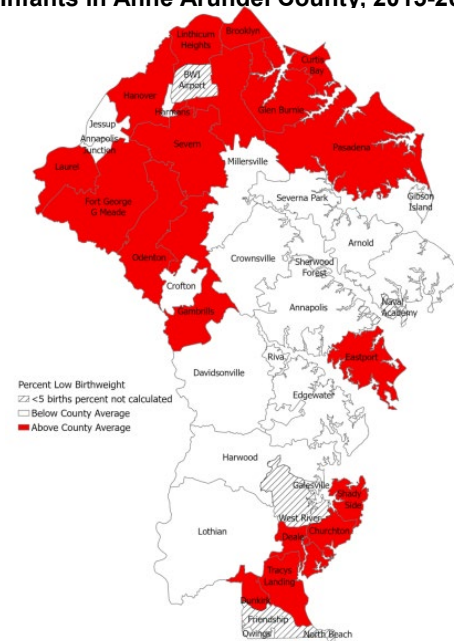 Infants in Anne Arundel County, 2013-20
Brooklyn
Linthicum
Heights
Curtis
Bay
BWI
Airport
Hanover
Glen Burnie
Harmans
Jessup
Annapolis
Junction
Severn
Pasadena
Millersville
Laurel
Gibson
Island
Severna Park
Fort George
G Meade
Arnold
Crownsville
Odenton
Sherwood
Forest
Crofton
Naval
Academy
Gambrills
Annapolis
Riva
Eastport
Davidsonville
Percent Low Birthweight
<5 births percent not calculated
Below County Average
Above County Average
Edgewater
Harwood
Galesville
Shady
Side
West River
Lothian
Churchton
Deale
Tracys
Landing
Dunkirk
Friendship
Owings
North Beach